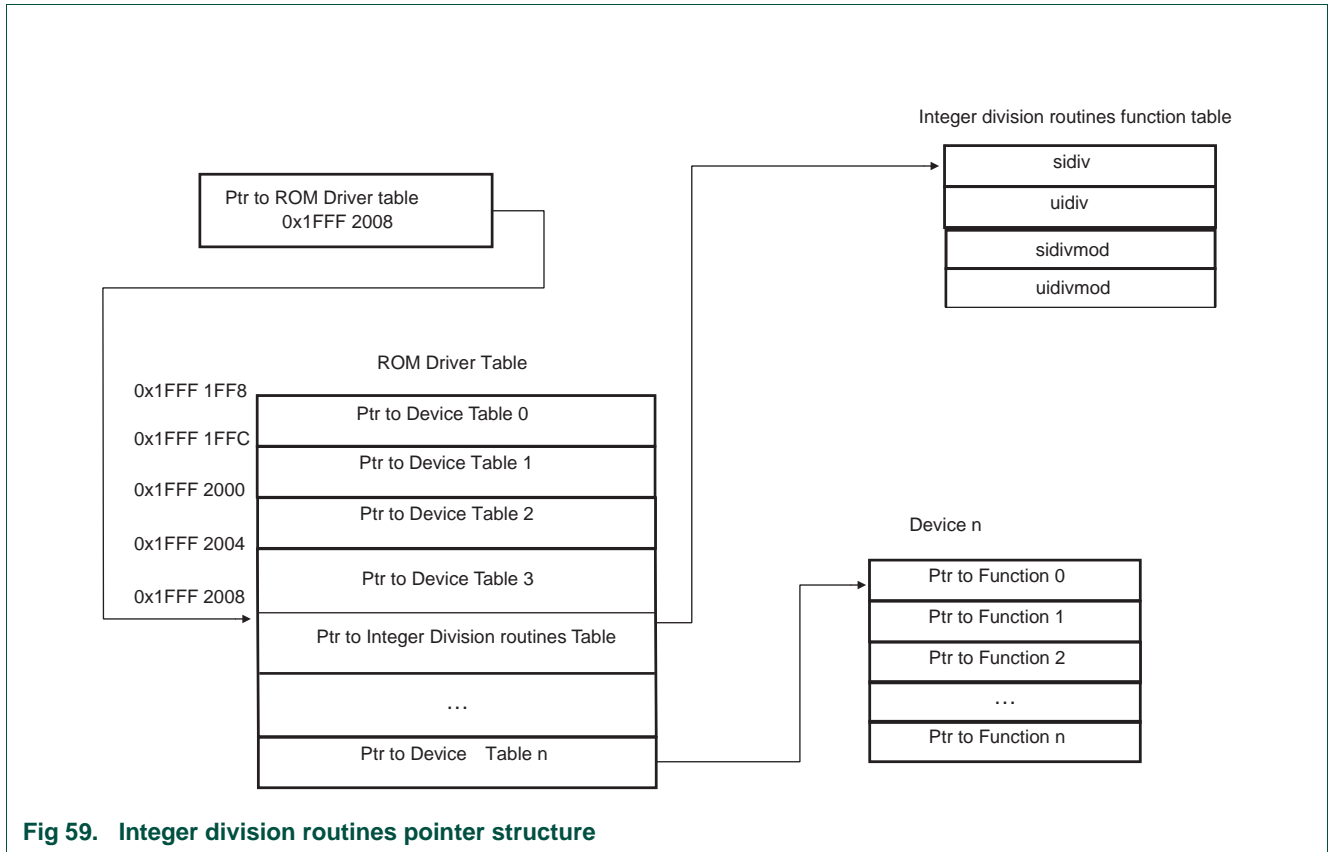 Integer division routines function table
sidiv
uidiv
sidivmod
uidivmod
Ptr to ROM Driver table
0x1FFF 2008
ROM Driver Table
0x1FFF 1FF8
Ptr to Device Table 0
0x1FFF 1FFC
Ptr to Device Table 1
0x1FFF 2000
Ptr to Device Table 2
0x1FFF 2004
Ptr to Device Table 3
0x1FFF 2008
Ptr to Integer Division routines Table
...
Ptr to Device Table n
Device n
Ptr to Function 0
Ptr to Function 1
Ptr to Function 2
...
Ptr to Function n
Fig 59. Integer division routines pointer structure